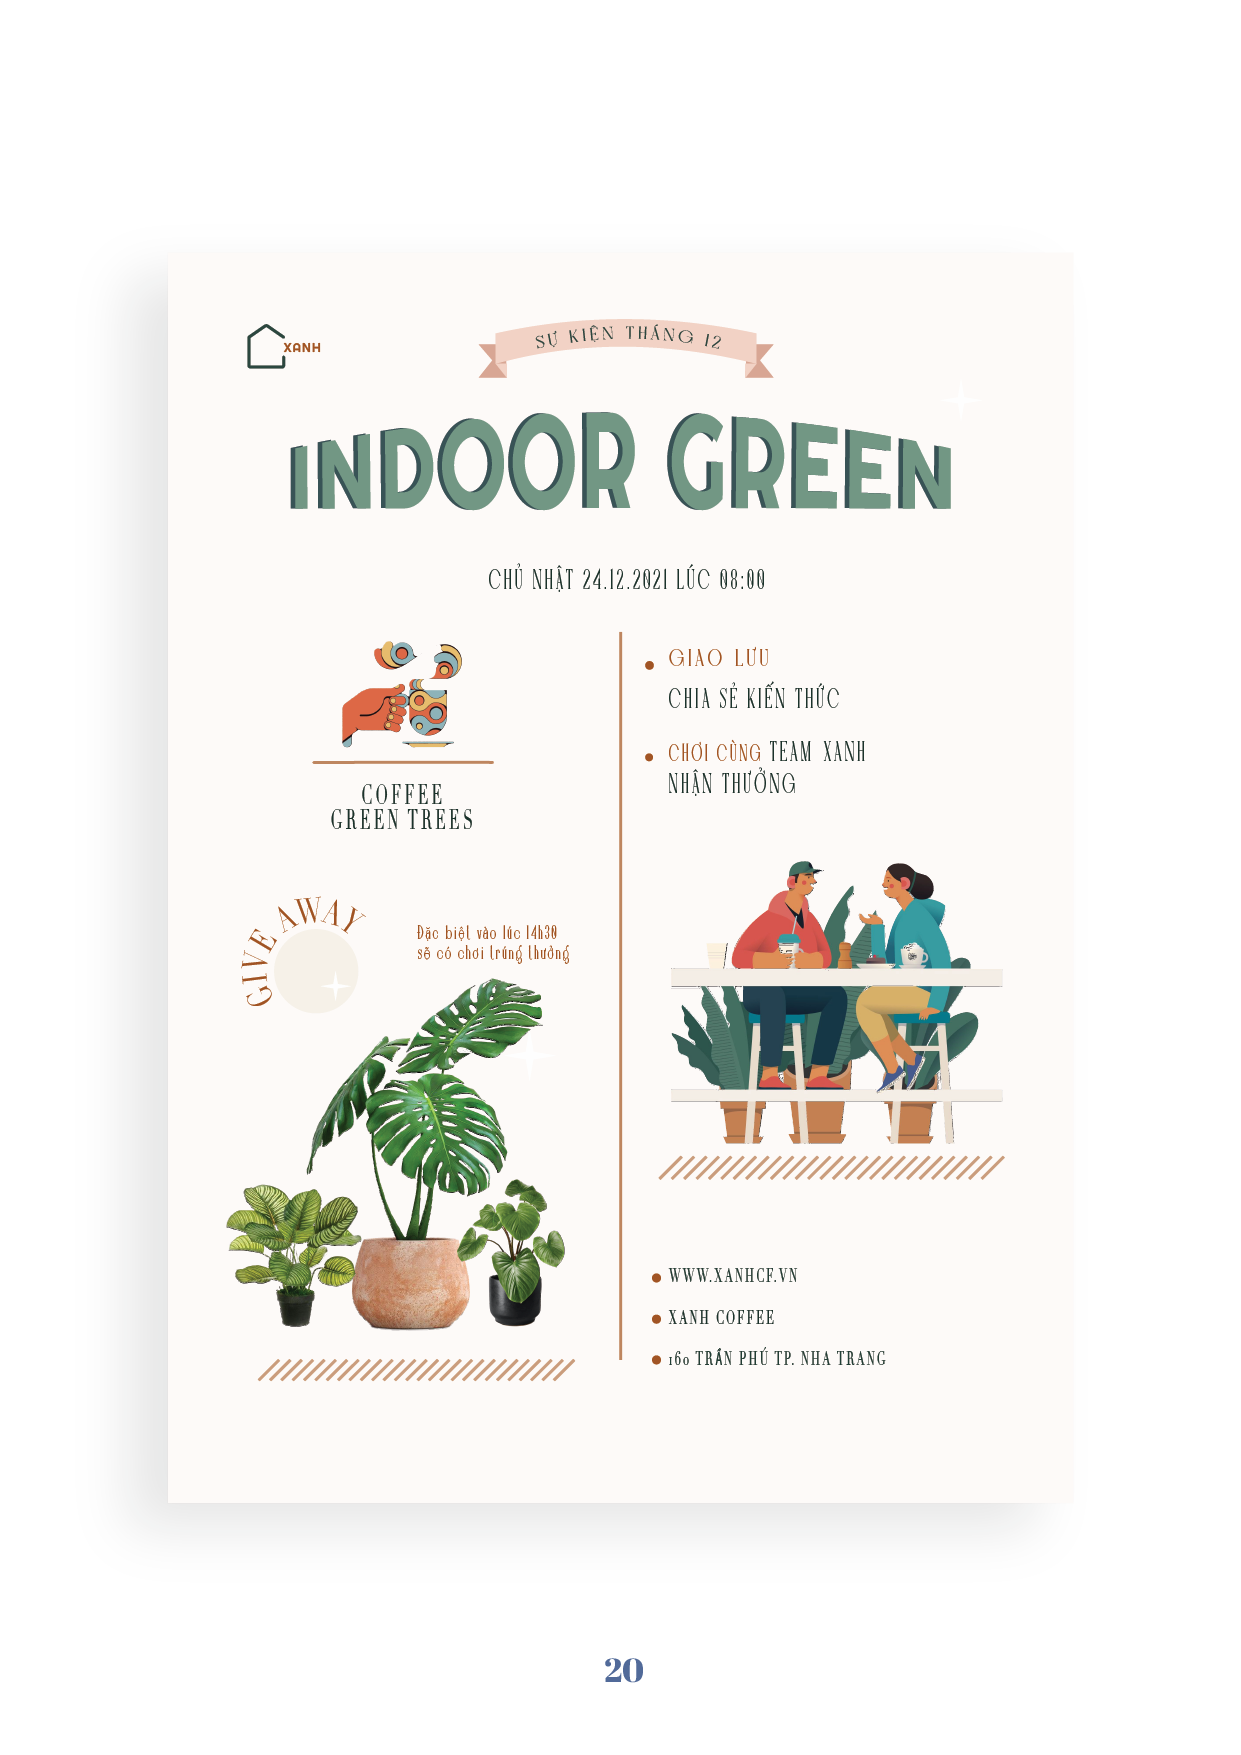 XANH
SỰ KIỆN THÁNG 12
INDOOR GREEN
CHỦ NHẬT 24.12.2021 LÚC 08:00
COFFEE
GREEN TREES
GIAO LƯU
CHIA SẺ KIẾN THỨC
CHƠI CÙNG TEAM XANH
NHẬN THƯỞNG
GIVE AWAY
Đặc biệt vào lúc 14h30
sẽ có chơi trúng thưởng
WWW.XANHCF.VN
XANH COFFEE
160 TRẦN PHÚ TP. NHA TRANG
20